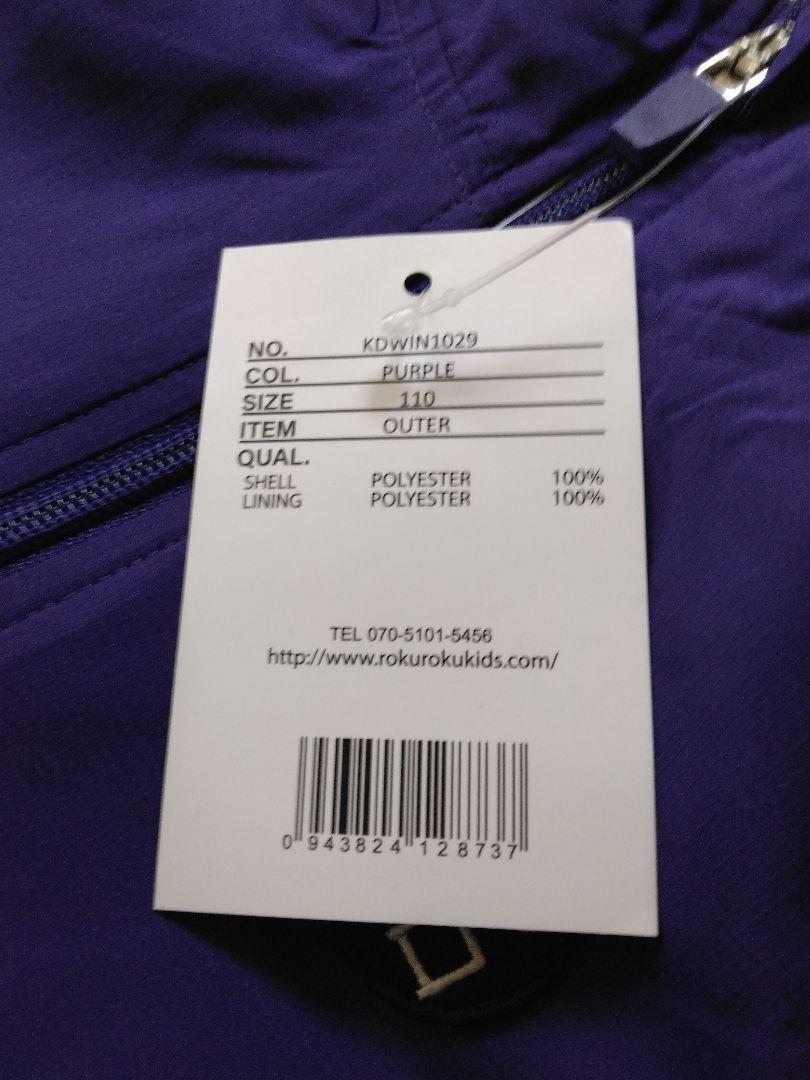 NO. KDWIN1029
COL. PURPLE
SIZE 110
ITEM OUTER
QUAL.
SHELL POLYESTER 100%
LINING POLYESTER 100%
TEL 070-5101-5456
http://www.rokurokukids.com/
0 943824 128737